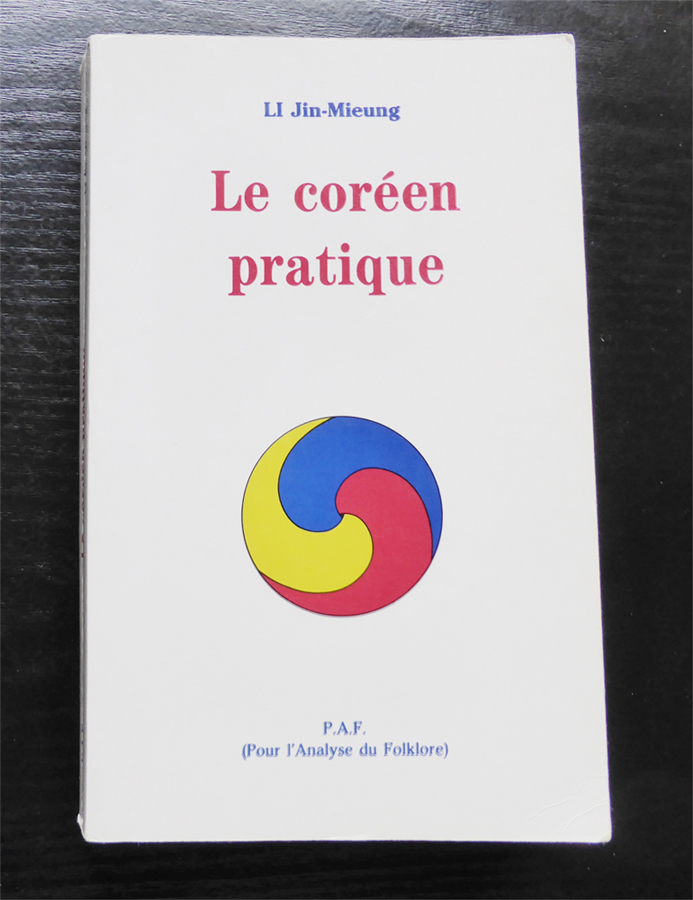 LI Jin-Mieung
Le coréen
pratique
P.A.F.
(Pour l'Analyse du Folklore)